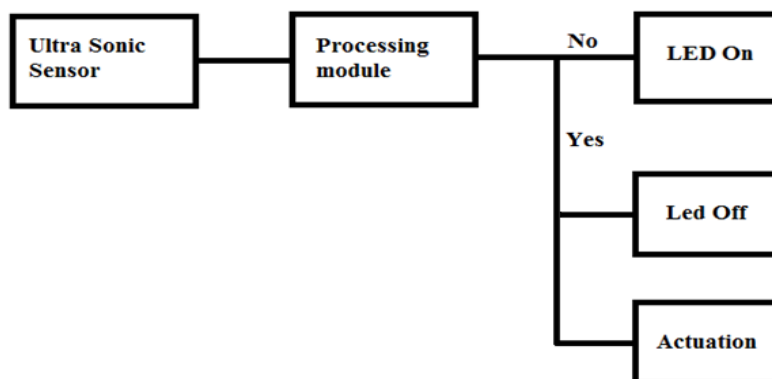 Ultra Sonic
Sensor
Processing
module
No
LED On
Yes
Led Off
Actuation